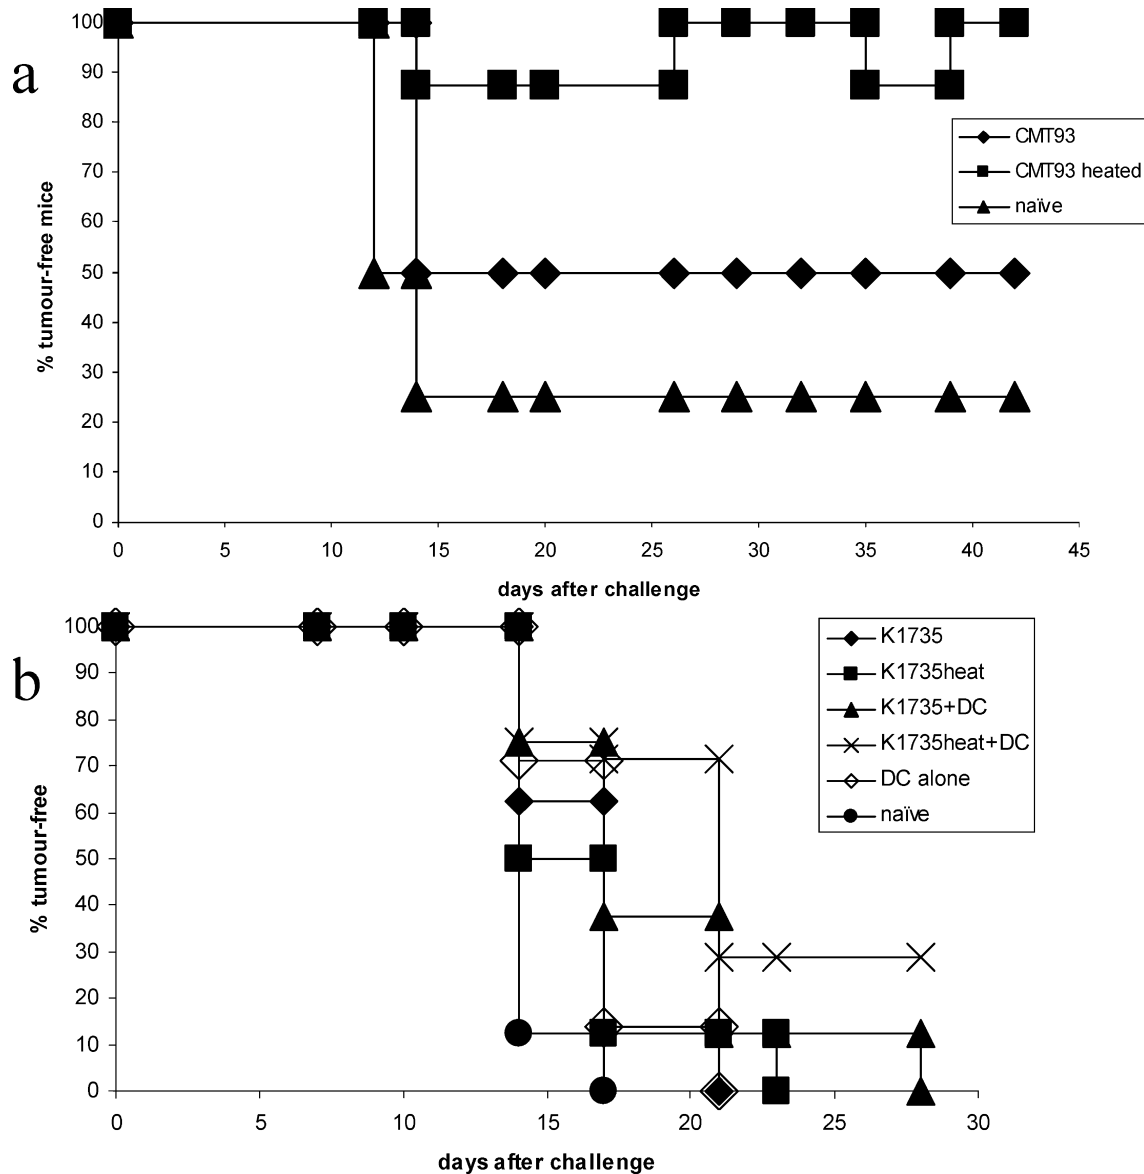 a
100
90
80
70
60
50
40
30
20
10
0
% tumour-free mice
0 5 10 15 20 25 30 35 40 45
days after challenge
CMT93
CMT93 heated
naïve
b
100
90
80
70
60
50
40
30
20
10
0
% tumour-free
0 5 10 15 20 25 30
days after challenge
K1735
K1735heat
K1735+DC
K1735heat+DC
DC alone
naïve